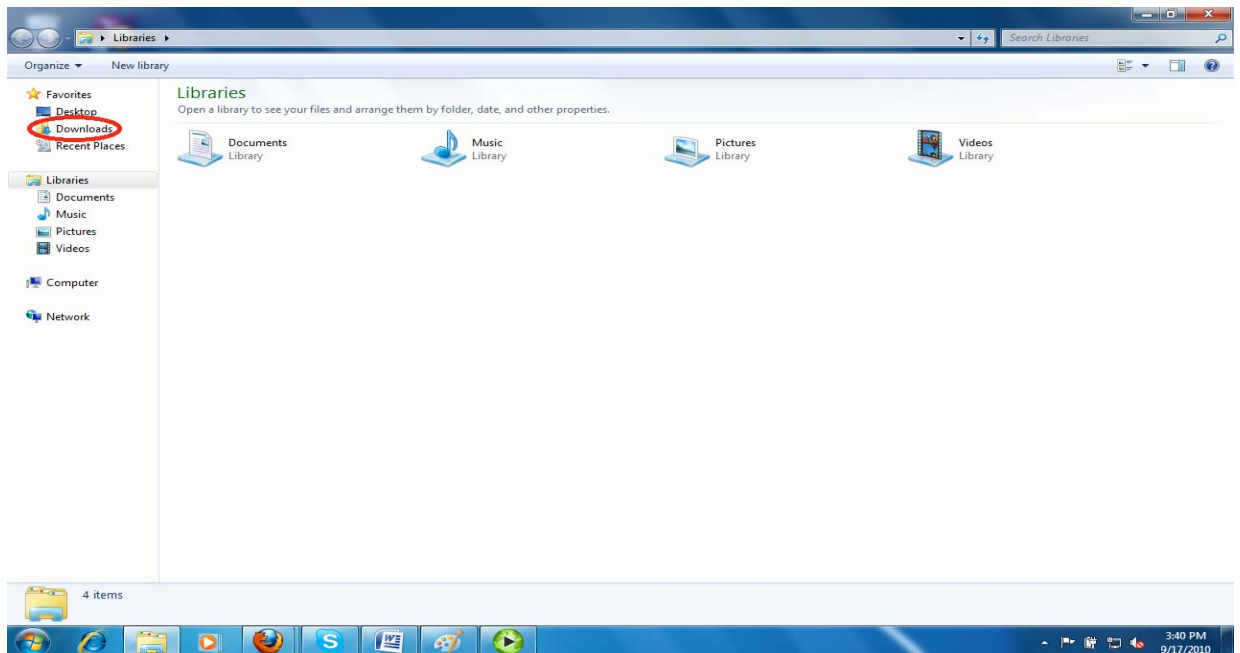 Libraries
Search Libraries
Organize
New library
Favorites
Desktop
Downloads
Recent Places
Libraries
Documents
Music
Pictures
Videos
Computer
Network
Libraries
Open a library to see your files and arrange them by folder, date, and other properties.
Documents
Library
Music
Library
Pictures
Library
Videos
Library
4 items
3:40 PM
9/17/2010